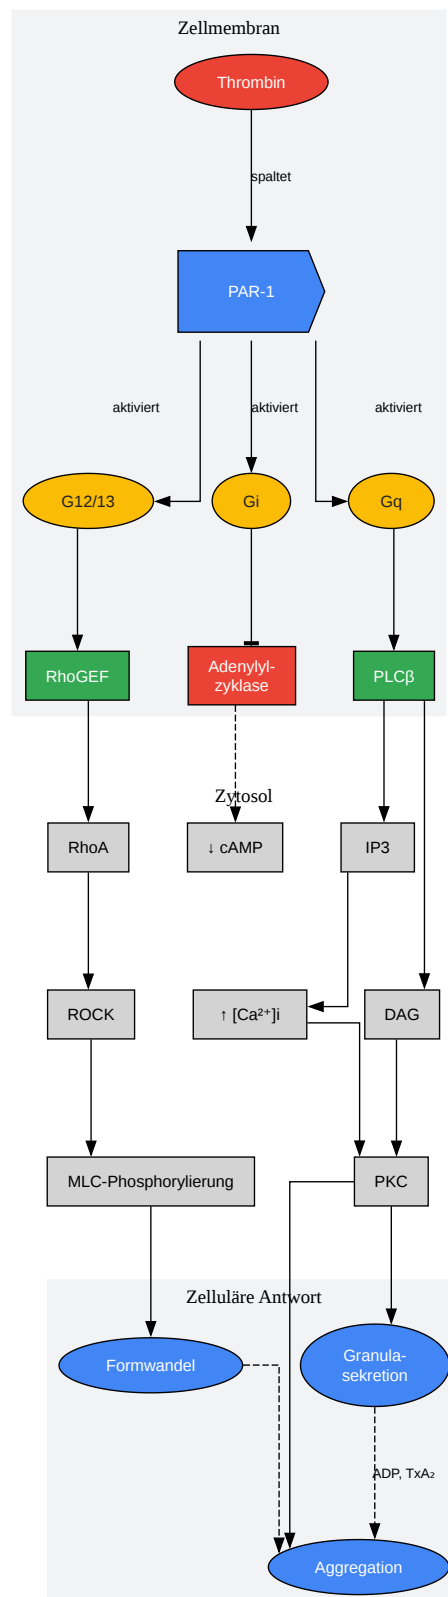 Zellmembran
Thrombin
spaltet
PAR-1
aktiviert
aktiviert
aktiviert
G12/13
Gi
Gq
RhoGEF
Adenylyl-
zyklase
PLCβ
Zytosol
RhoA
↓ cAMP
IP3
ROCK
↑ [Ca²⁺]i
DAG
MLC-Phosphorylierung
PKC
Zelluläre Antwort
Formwandel
Granula-
sekretion
ADP, TxA₂
Aggregation